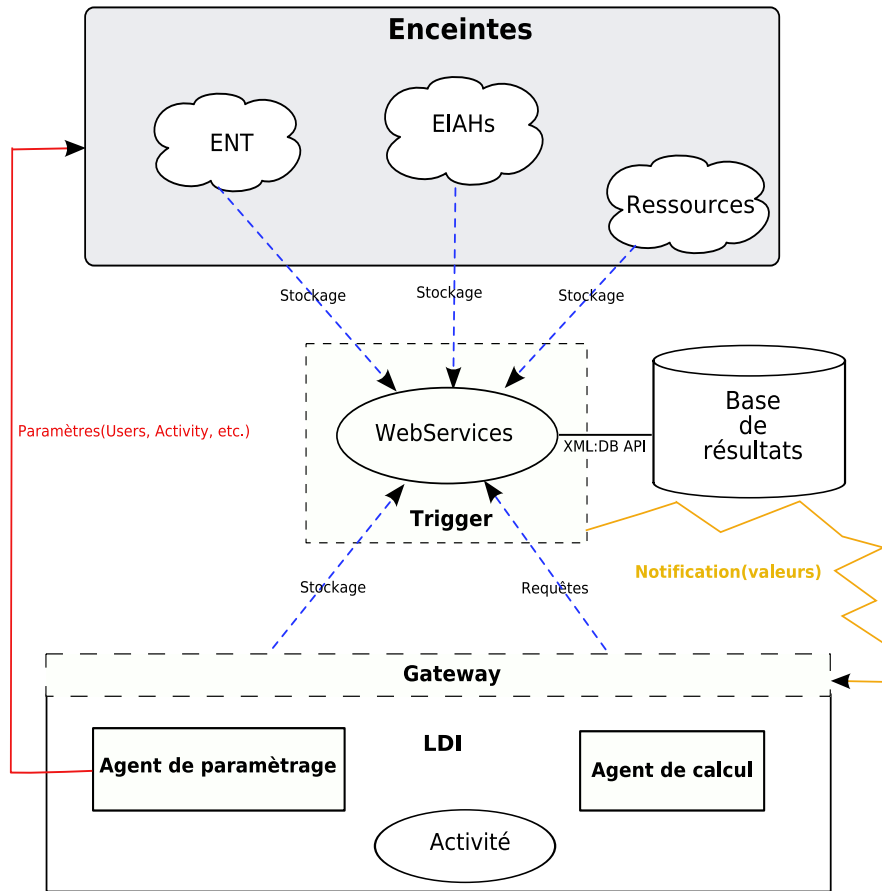 Enceintes
ENT
EIAHs
Ressources
Stockage
Stockage
Stockage
Paramètres(Users, Activity, etc.)
WebServices
XML:DB API
Base
de
résultats
Trigger
Notification(valeurs)
Stockage
Requêtes
Gateway
LDI
Agent de paramètrage
Agent de calcul
Activité